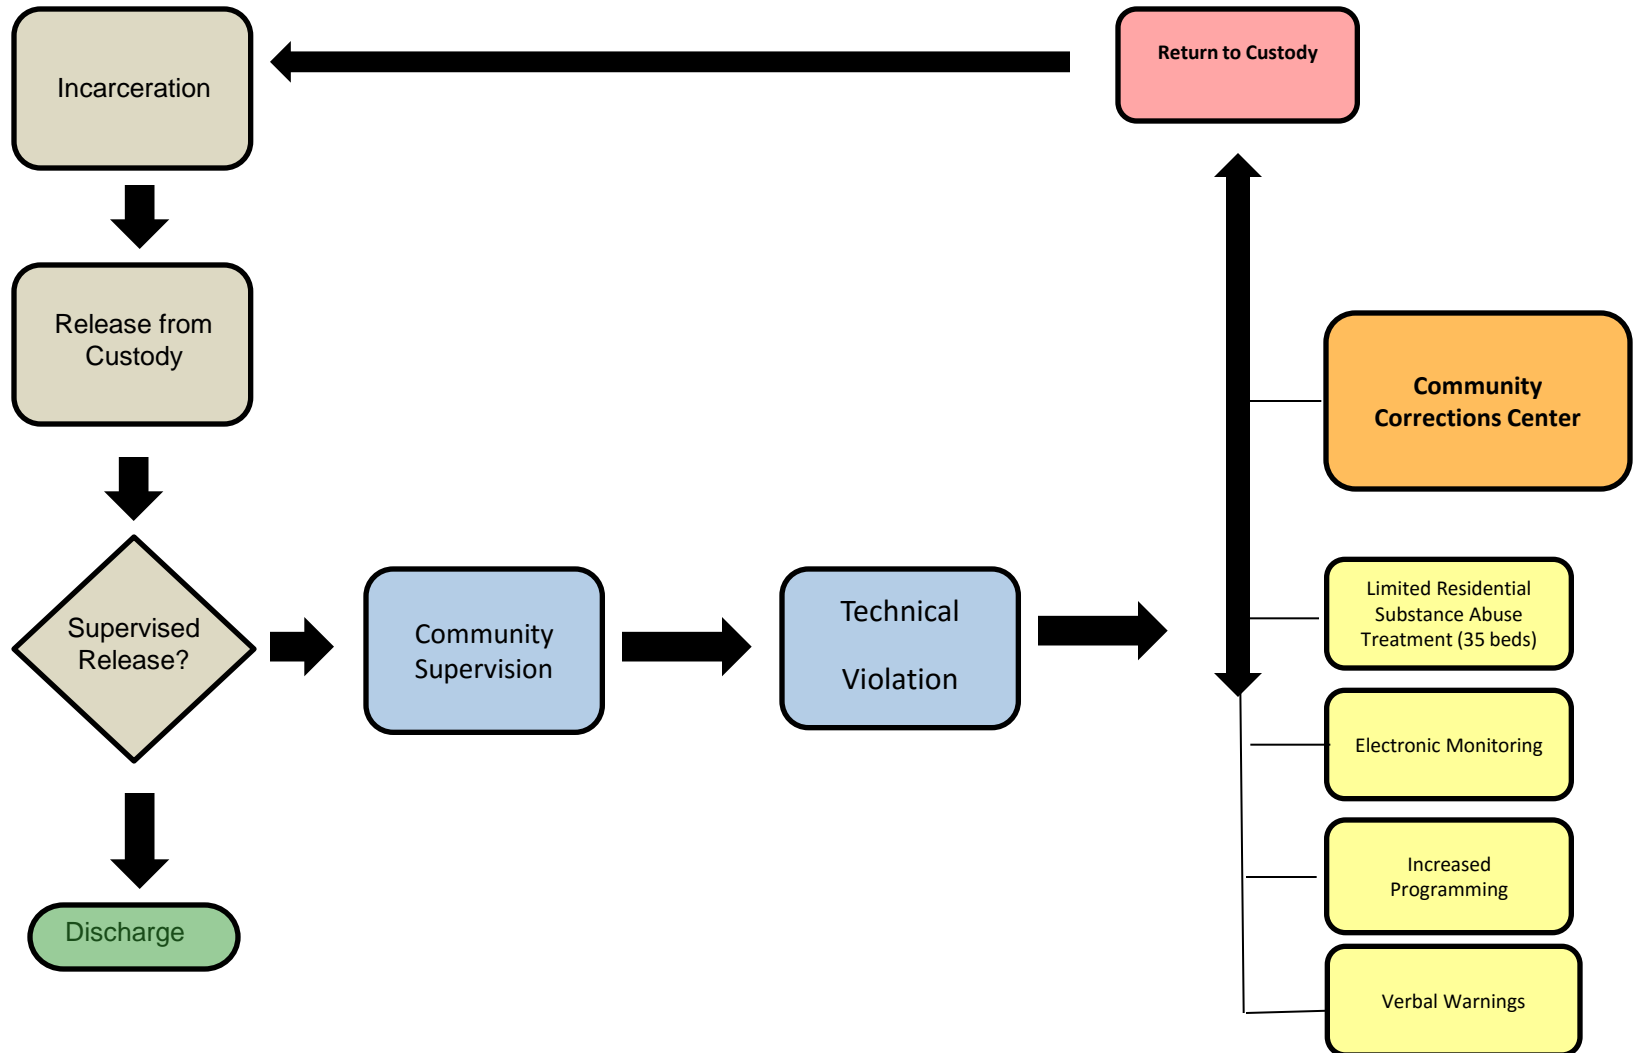 Incarceration
Return to Custody
Release from
Custody
Community
Corrections Center
Supervised
Release?
Community
Supervision
Technical
Violation
Limited Residential
Substance Abuse
Treatment (35 beds)
Electronic Monitoring
Increased
Programming
Discharge
Verbal Warnings